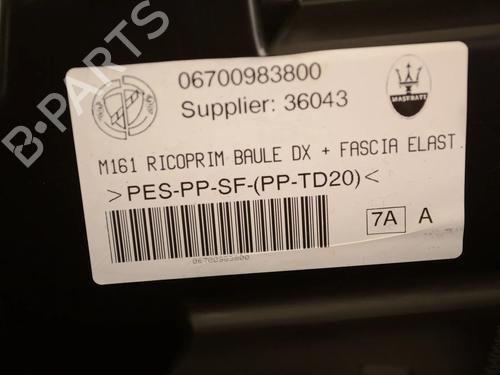 B-PARTS
06700983800
Supplier: 36043
MASERATI
M161 RICOPRIM BAULE DX + FASCIA ELAST.
>PES-PP-SF-(PP-TD20)<
7A A
06700983800